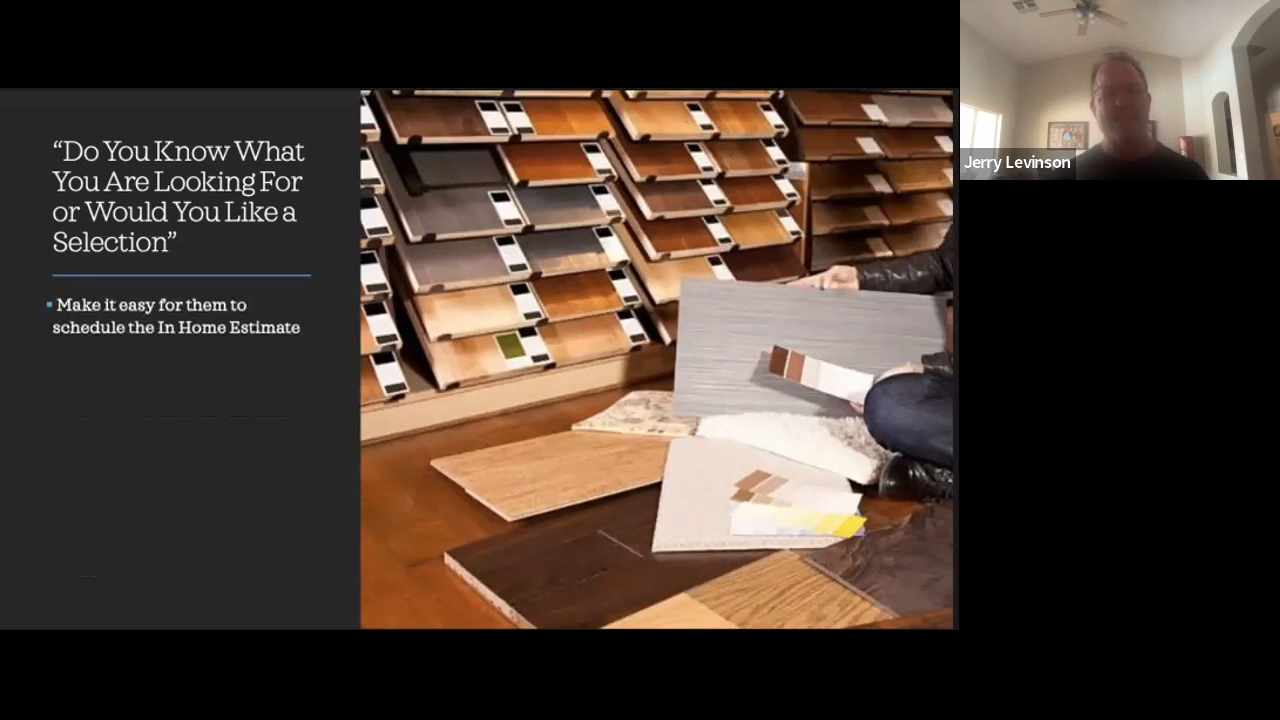 “Do You Know What
You Are Looking For
or Would You Like a
Selection”
Make it easy for them to
schedule the In Home Estimate
Jerry Levinson